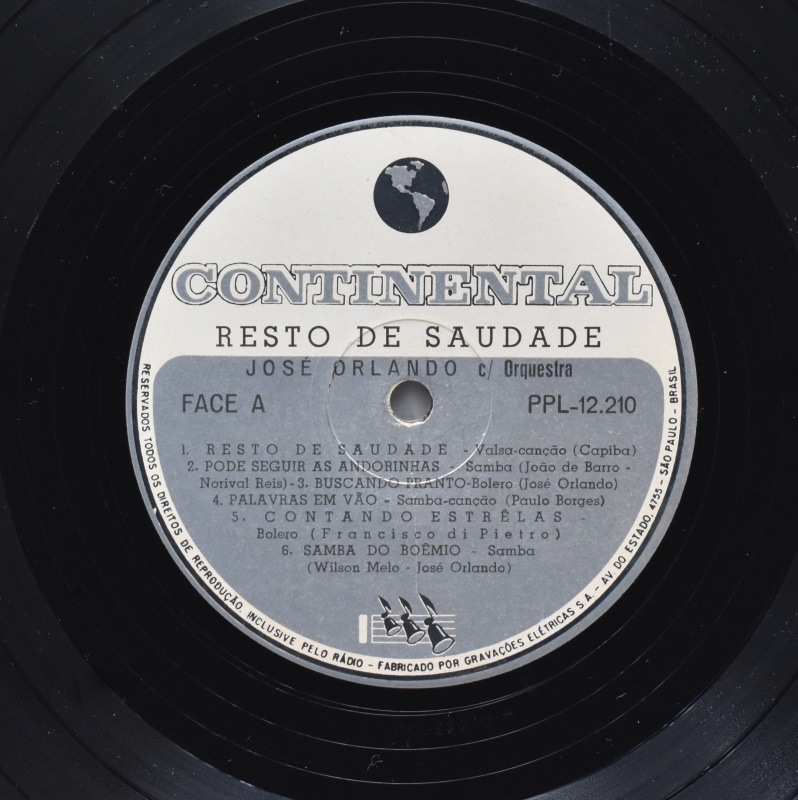 CONTINENTAL
RESTO DE SAUDADE
JOSÉ ORLANDO c/ Orquestra
FACE A PPL-12.210
1. RESTO DE SAUDADE - Valsa-canção (Capiba)
2. PODE SEGUIR AS ANDORINHAS - Samba (João de Barro -
Norival Reis)-3. BUSCANDO PRANTO-Bolero (José Orlando)
4. PALAVRAS EM VÃO - Samba-canção (Paulo Borges)
5. CONTANDO ESTRÊLAS -
Bolero (Francisco di Pietro)
6. SAMBA DO BOÊMIO - Samba
(Wilson Melo - José Orlando)
RESERVADOS TODOS OS DIREITOS DE REPRODUÇÃO, INCLUSIVE PELO RÁDIO - FABRICADO POR GRAVAÇÕES ELÉTRICAS S.A. - AV. DO ESTADO, 4755 - SÃO PAULO - BRASIL